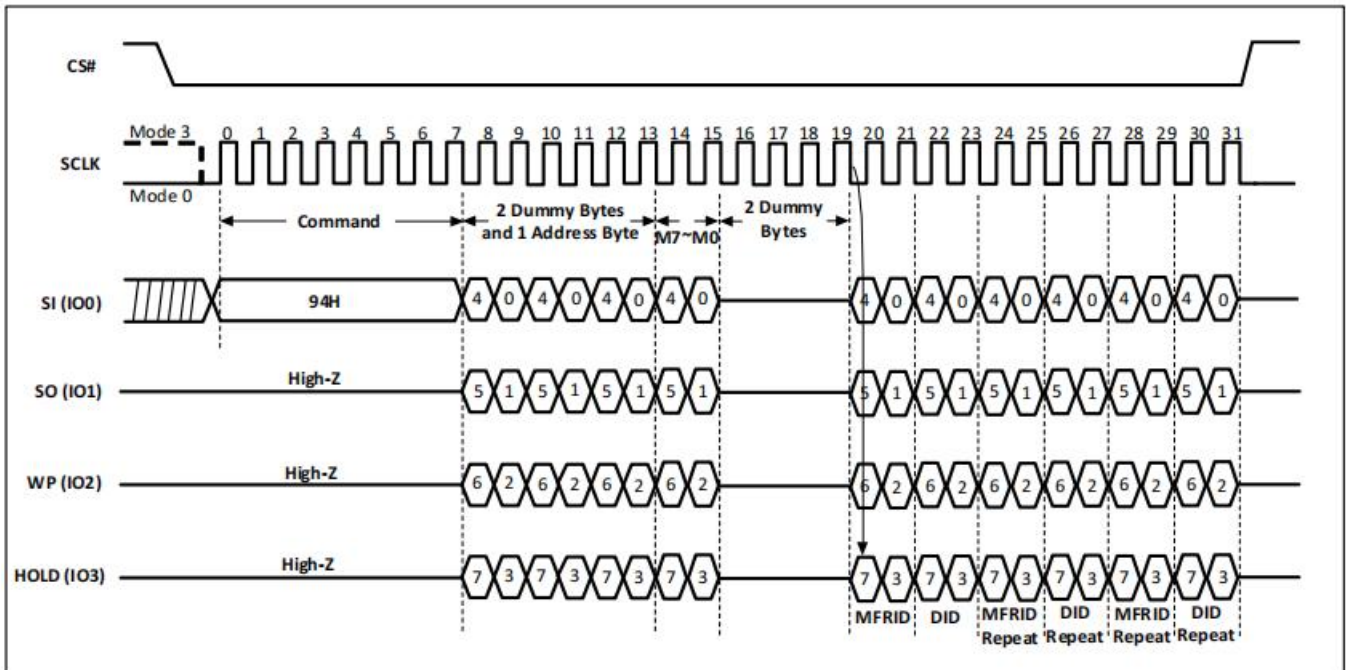 CS#
Mode 3
0 1 2 3 4 5 6 7 8 9 10 11 12 13 14 15 16 17 18 19 20 21 22 23 24 25 26 27 28 29 30 31
SCLK
Mode 0
Command
2 Dummy Bytes
and 1 Address Byte
M7~M0
2 Dummy
Bytes
SI (IO0)
94H
4 0 4 0 4 0 4 0
4 0 4 0 4 0 4 0 4 0 4 0
SO (IO1)
High-Z
5 1 5 1 5 1 5 1
5 1 5 1 5 1 5 1 5 1 5 1
WP (IO2)
High-Z
6 2 6 2 6 2 6 2
6 2 6 2 6 2 6 2 6 2 6 2
HOLD (IO3)
High-Z
7 3 7 3 7 3 7 3
7 3 7 3 7 3 7 3 7 3 7 3
MFRID
DID
MFRID
Repeat
DID
Repeat
MFRID
Repeat
DID
Repeat